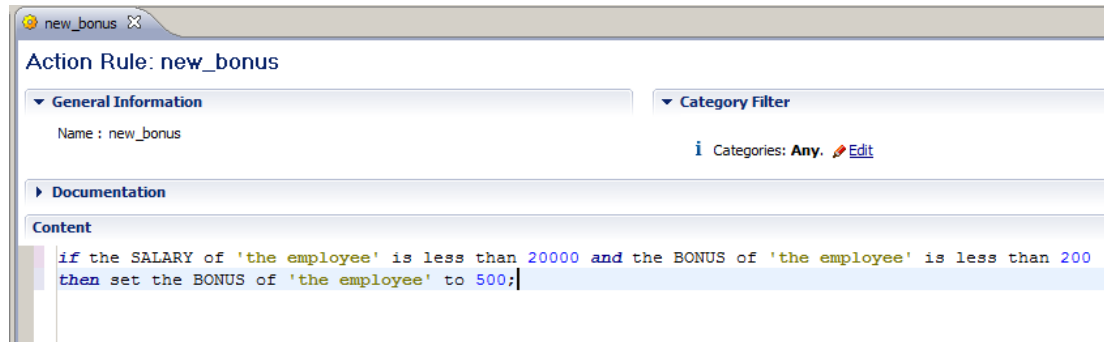 new_bonus
Action Rule: new_bonus
General Information
Category Filter
Name : new_bonus
i Categories: Any. Edit
Documentation
Content
if the SALARY of 'the employee' is less than 20000 and the BONUS of 'the employee' is less than 200
then set the BONUS of 'the employee' to 500;